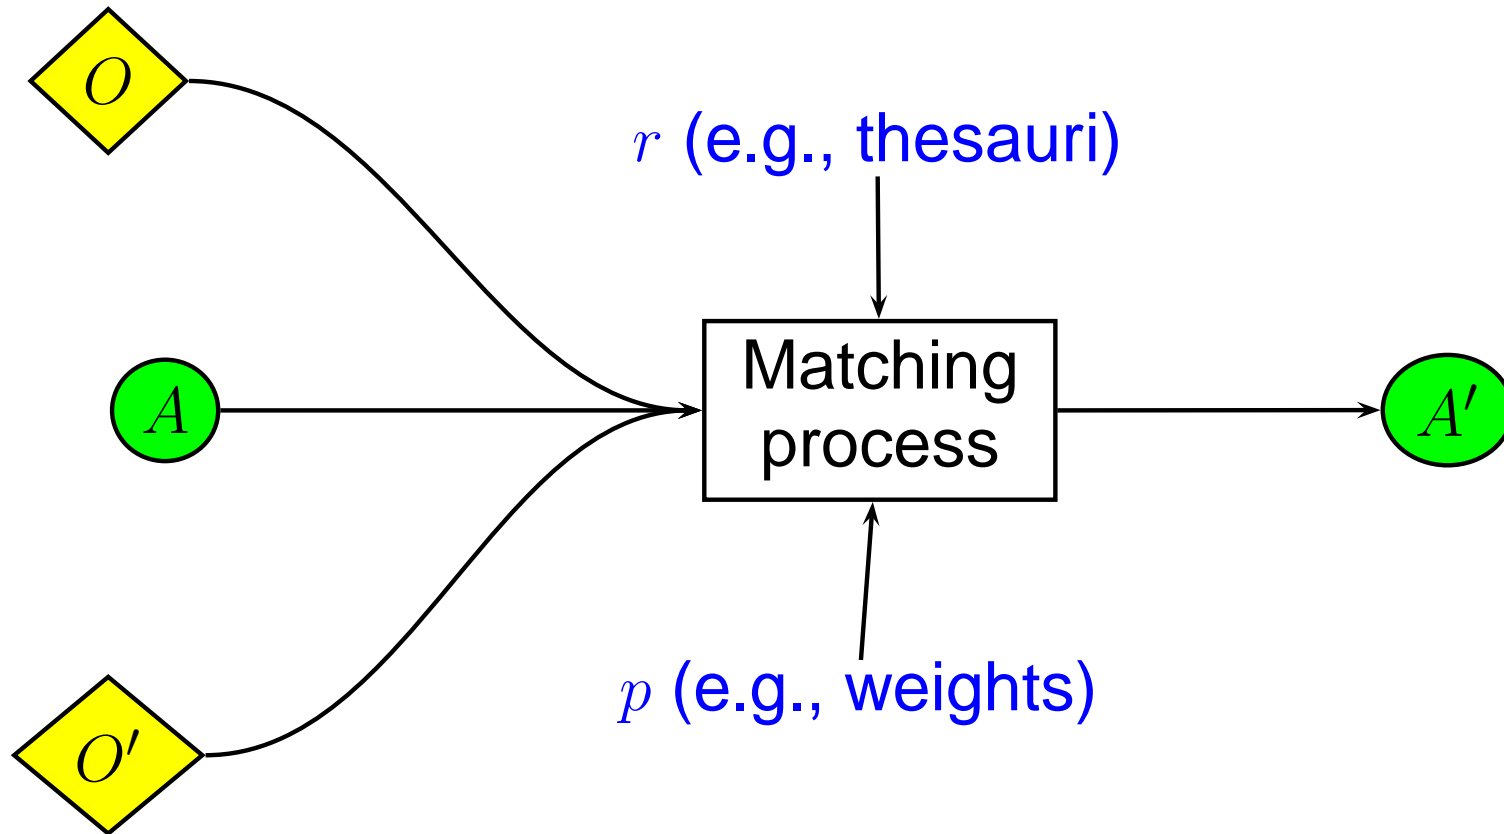 O
r (e.g., thesauri)
A
Matching
process
A′
p (e.g., weights)
O′